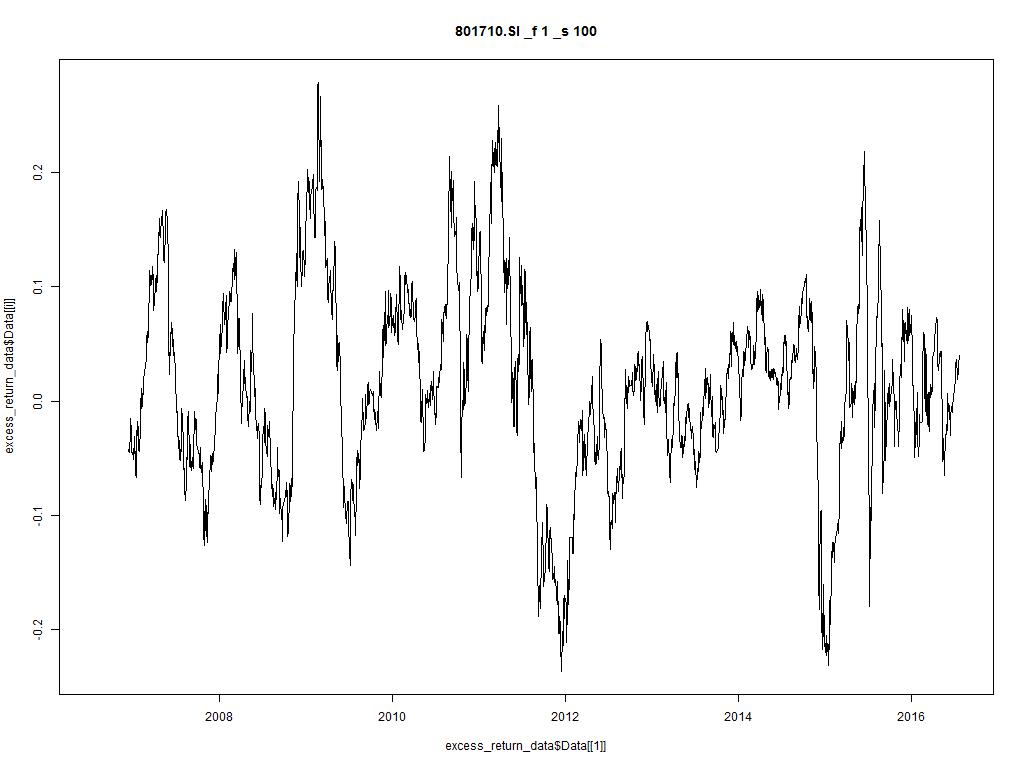 801710.SI _f 1 _s 100
excess_return_data$Data[[i]]
0.2
0.1
0.0
-0.1
-0.2
2008 2010 2012 2014 2016
excess_return_data$Data[[1]]